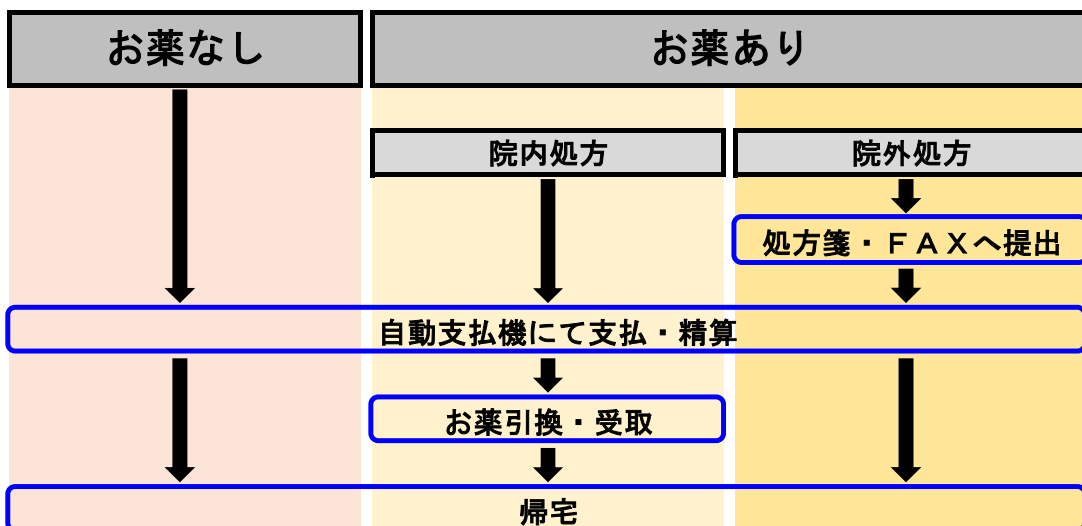 お薬なし
お薬あり
院内処方
院外処方
処方箋・ＦＡＸへ提出
自動支払機にて支払・精算
お薬引換・受取
帰宅